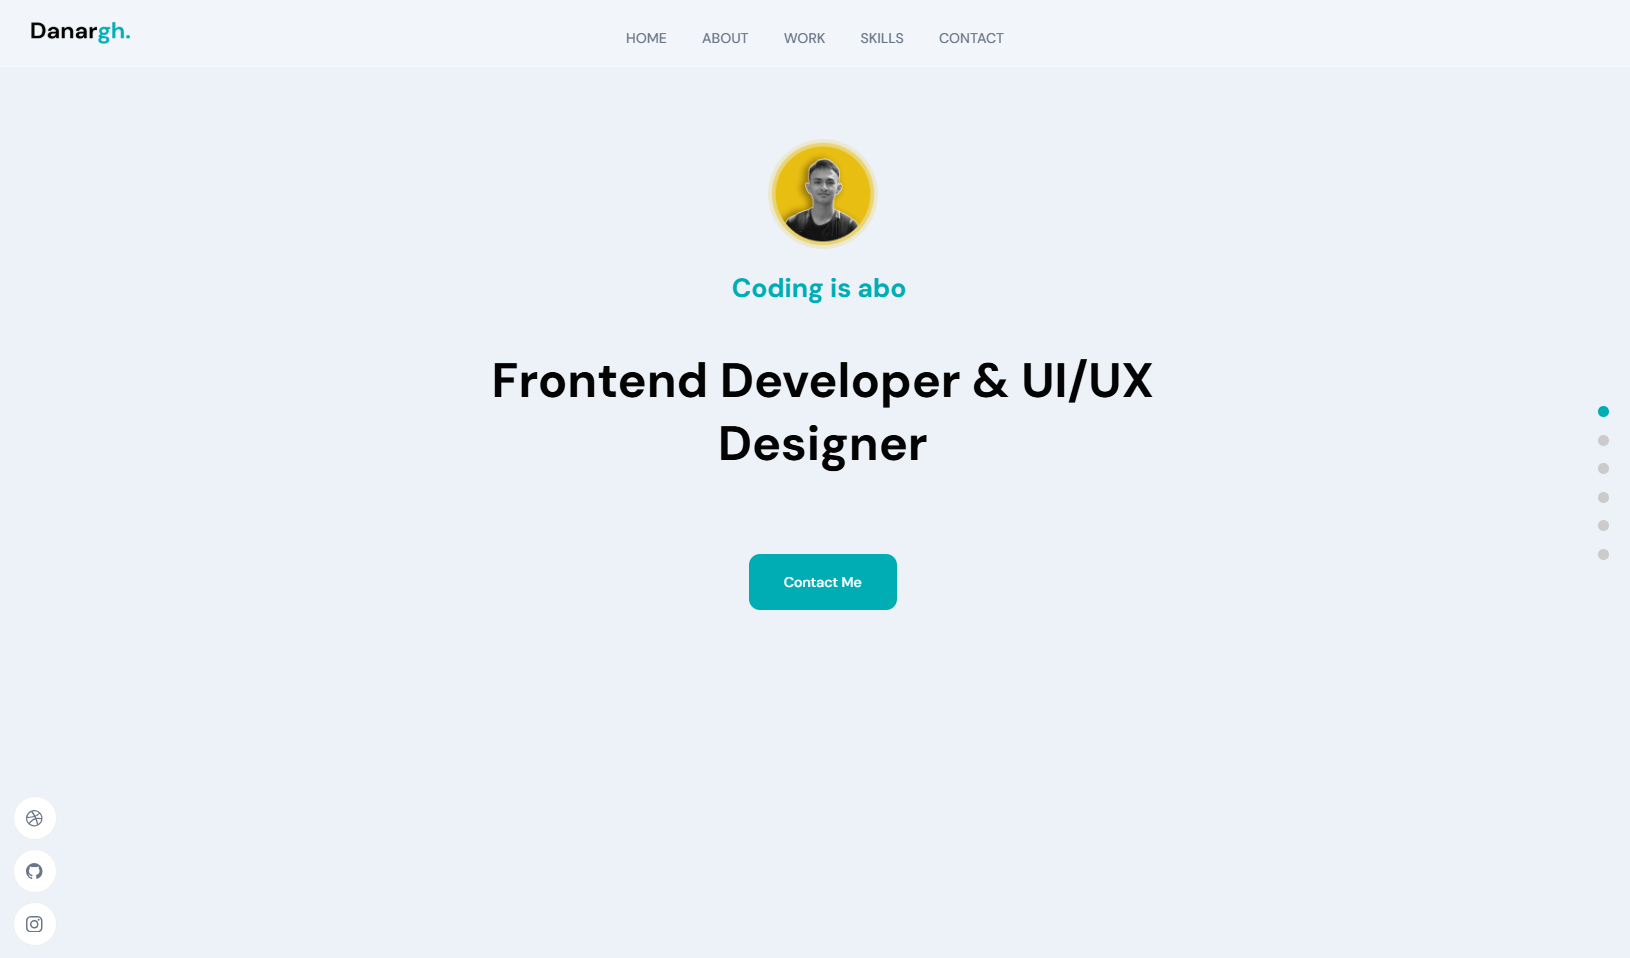 Danargh.
HOME ABOUT WORK SKILLS CONTACT
Coding is abo
Frontend Developer & UI/UX
Designer
Contact Me